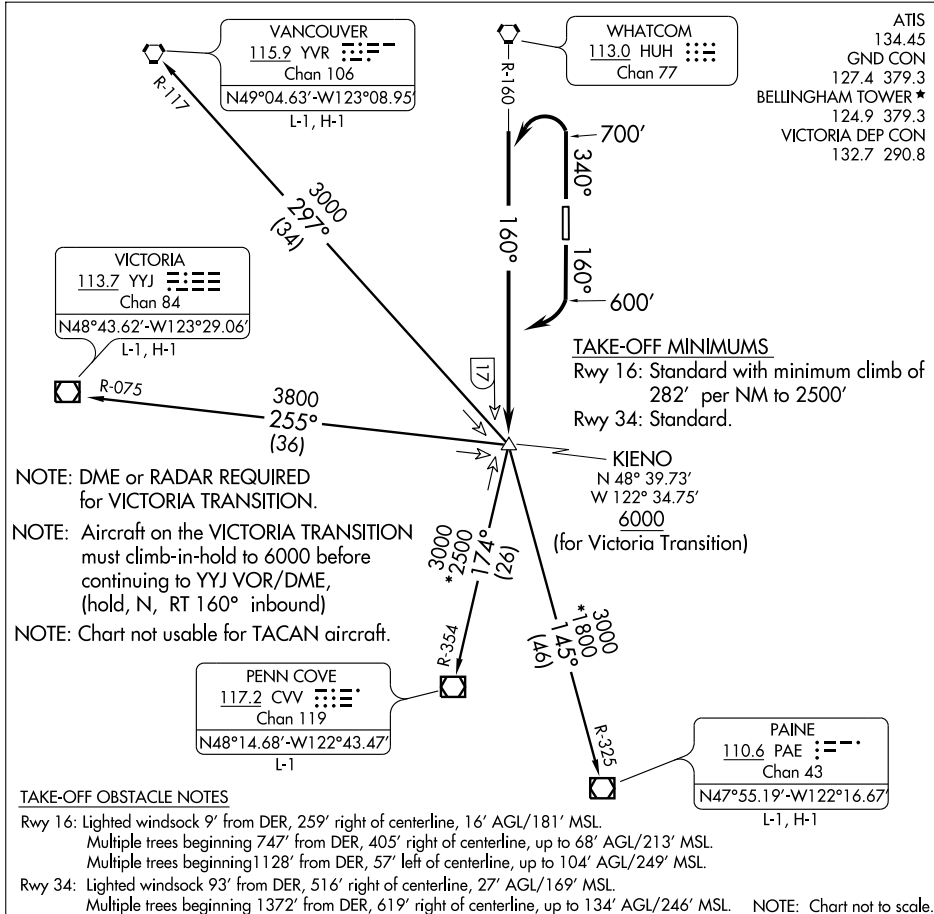 VANCOUVER
115.9 YVR
Chan 106
N49°04.63'-W123°08.95'
L-1, H-1
R-117
WHATCOM
113.0 HUH
Chan 77
R-160
ATIS
134.45
GND CON
127.4 379.3
BELLINGHAM TOWER ★
124.9 379.3
VICTORIA DEP CON
132.7 290.8
700'
340°
160°
160°
600'
3000
297°
(34)
VICTORIA
113.7 YYJ
Chan 84
N48°43.62'-W123°29.06'
L-1, H-1
R-075
3800
255°
(36)
17
TAKE-OFF MINIMUMS
Rwy 16: Standard with minimum climb of
282' per NM to 2500'
Rwy 34: Standard.
KIENO
N 48° 39.73'
W 122° 34.75'
6000
(for Victoria Transition)
NOTE: DME or RADAR REQUIRED
for VICTORIA TRANSITION.
NOTE: Aircraft on the VICTORIA TRANSITION
must climb-in-hold to 6000 before
continuing to YYJ VOR/DME,
(hold, N, RT 160° inbound)
NOTE: Chart not usable for TACAN aircraft.
3000
*2500
174°
(26)
R-354
3000
*1800
145°
(46)
R-325
PENN COVE
117.2 CVV
Chan 119
N48°14.68'-W122°43.47'
L-1
PAINE
110.6 PAE
Chan 43
N47°55.19'-W122°16.67'
L-1, H-1
TAKE-OFF OBSTACLE NOTES
Rwy 16: Lighted windsock 9' from DER, 259' right of centerline, 16' AGL/181' MSL.
Multiple trees beginning 747' from DER, 405' right of centerline, up to 68' AGL/213' MSL.
Multiple trees beginning1128' from DER, 57' left of centerline, up to 104' AGL/249' MSL.
Rwy 34: Lighted windsock 93' from DER, 516' right of centerline, 27' AGL/169' MSL.
Multiple trees beginning 1372' from DER, 619' right of centerline, up to 134' AGL/246' MSL.
NOTE: Chart not to scale.